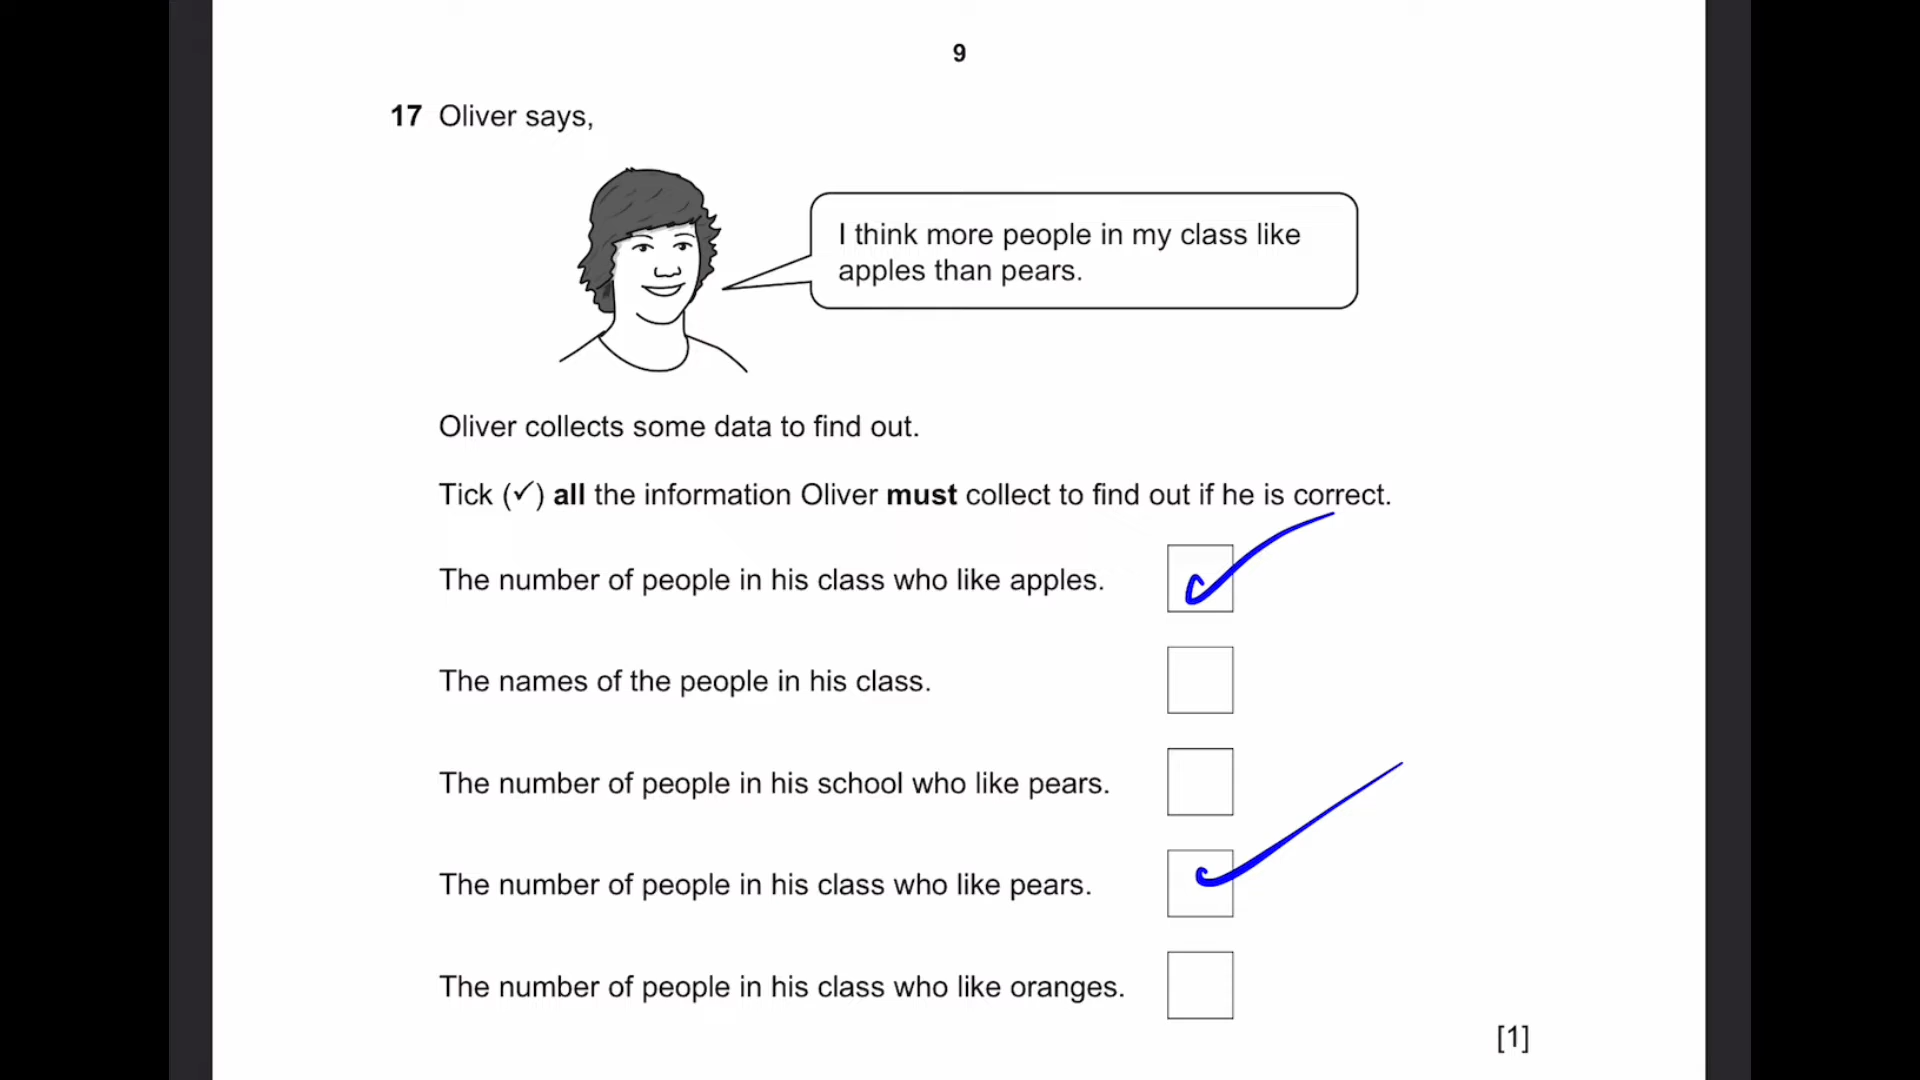 9
17 Oliver says,
I think more people in my class like
apples than pears.
Oliver collects some data to find out.
Tick (✓) all the information Oliver must collect to find out if he is correct.
The number of people in his class who like apples. ✓
The names of the people in his class.
The number of people in his school who like pears.
The number of people in his class who like pears. ✓
The number of people in his class who like oranges.
[1]